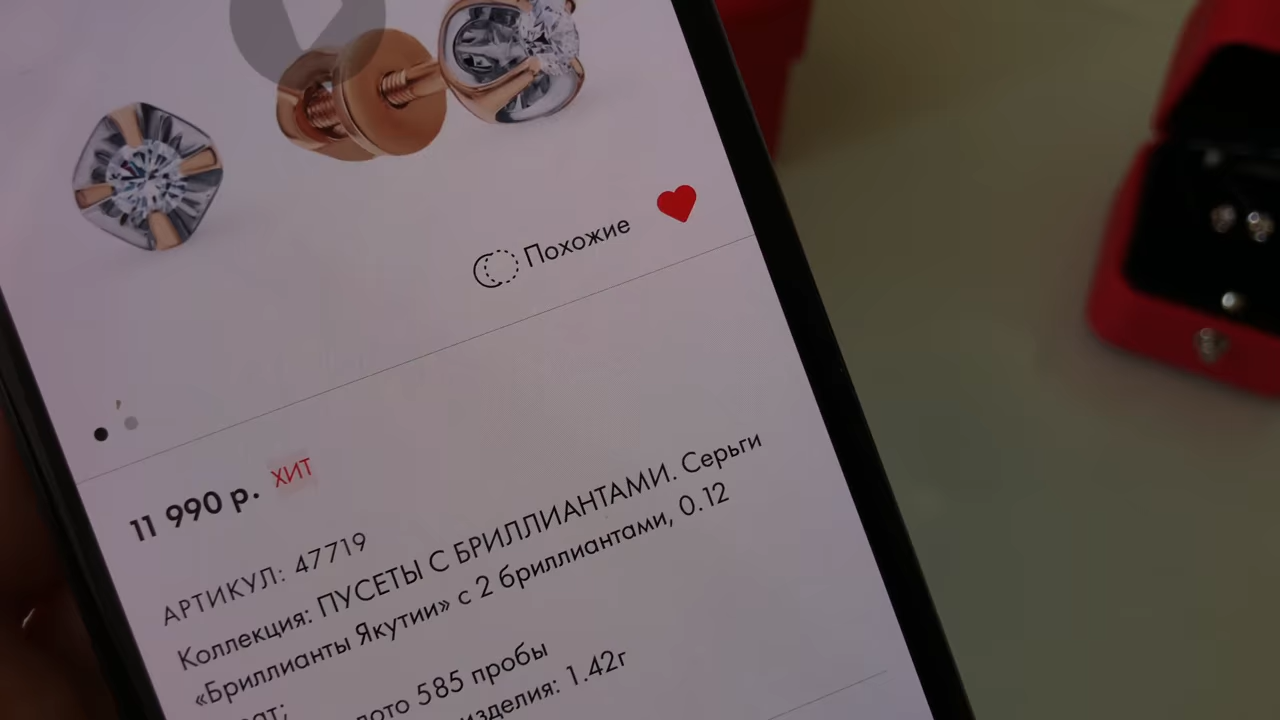 Похожие
11 990 р. ХИТ
АРТИКУЛ: 47719
Коллекция: ПУСЕТЫ С БРИЛЛИАНТАМИ. Серьги
«Бриллианты Якутии» с 2 бриллиантами, 0.12
585 пробы
изделия: 1.42г